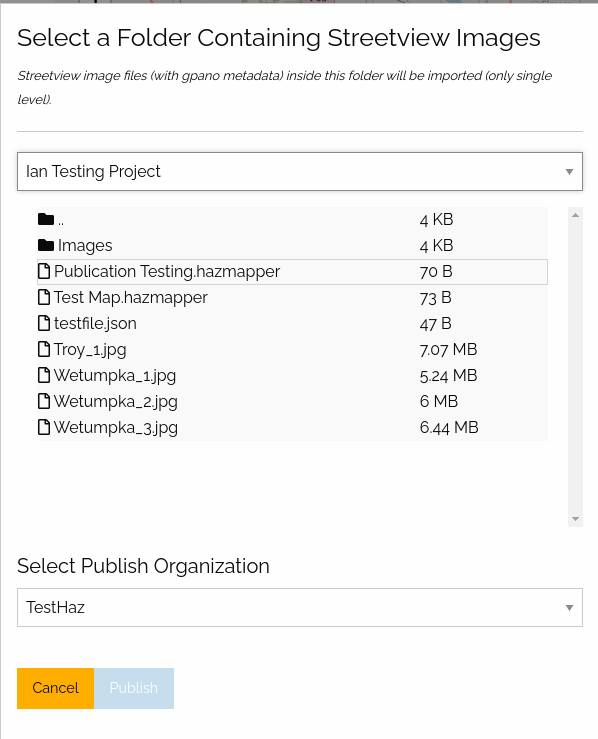 Select a Folder Containing Streetview Images
Streetview image files (with gpano metadata) inside this folder will be imported (only single
level).
Ian Testing Project
.. 4 KB
Images 4 KB
Publication Testing.hazmapper 70 B
Test Map.hazmapper 73 B
testfile.json 47 B
Troy_1.jpg 7.07 MB
Wetumpka_1.jpg 5.24 MB
Wetumpka_2.jpg 6 MB
Wetumpka_3.jpg 6.44 MB
Select Publish Organization
TestHaz
Cancel Publish